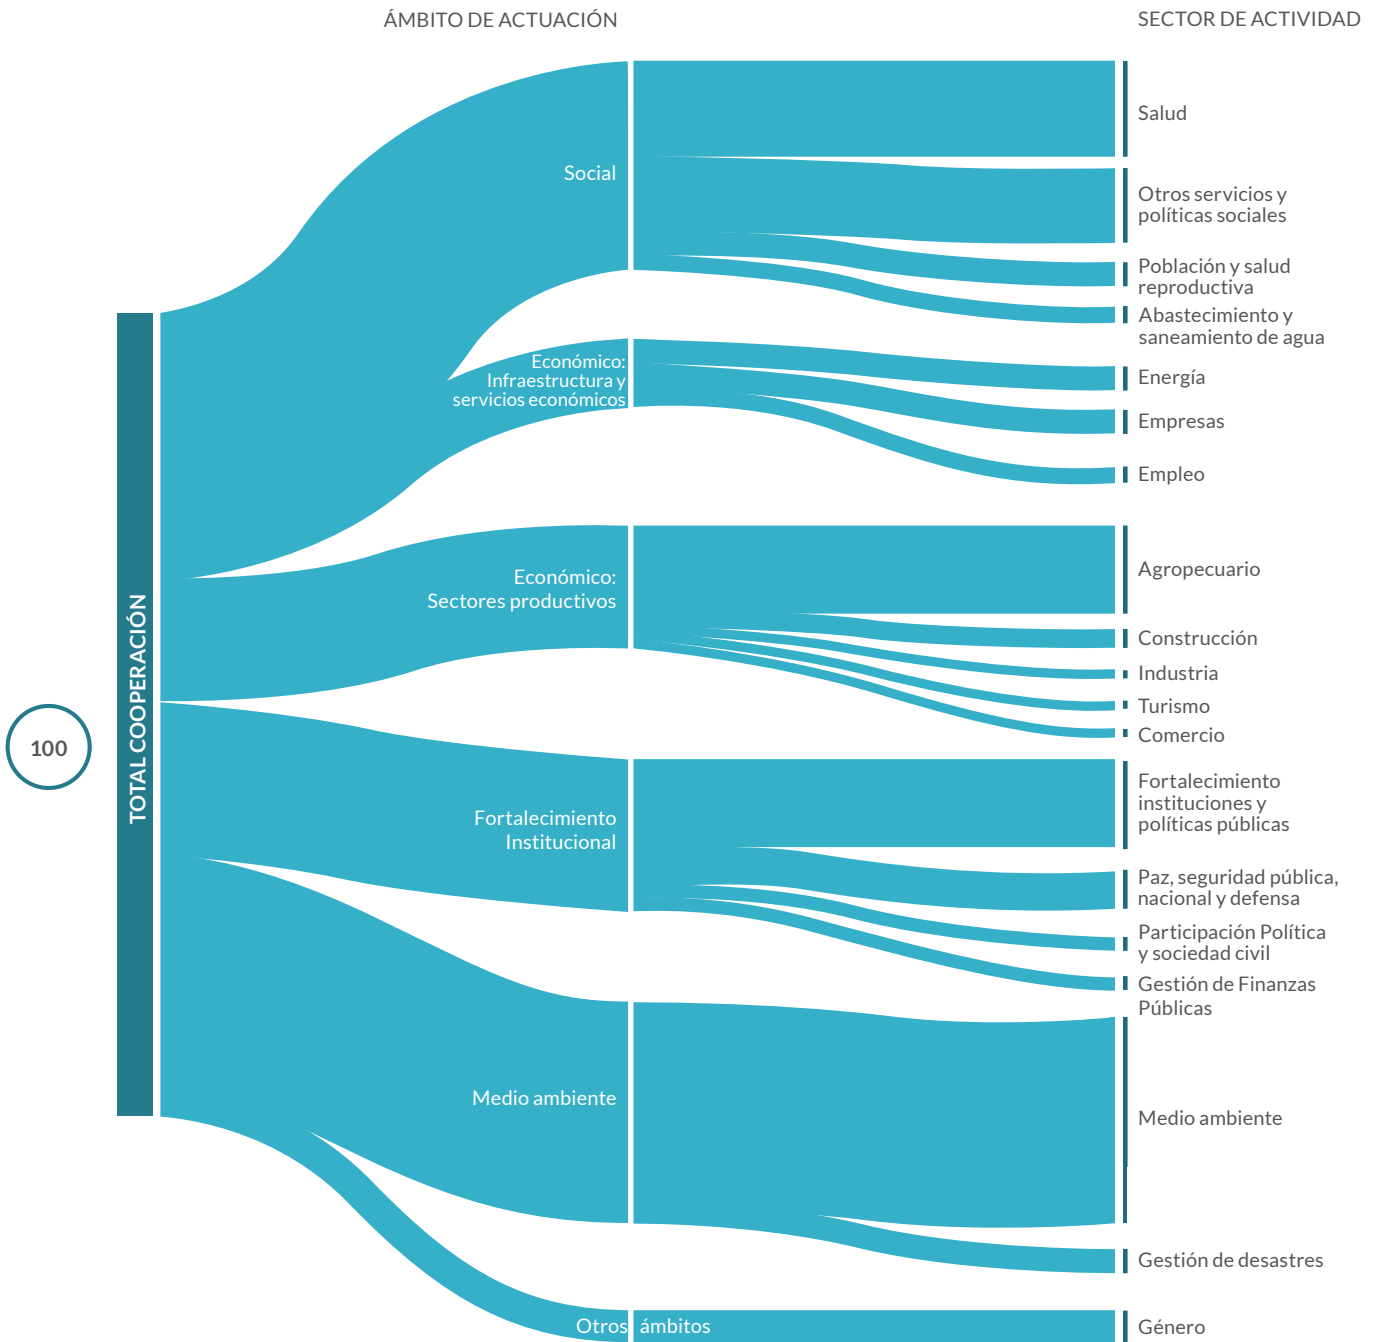 ÁMBITO DE ACTUACIÓN
SECTOR DE ACTIVIDAD
100
TOTAL COOPERACIÓN
Social
Salud
Otros servicios y
políticas sociales
Población y salud
reproductiva
Abastecimiento y
saneamiento de agua
Económico:
Infraestructura y
servicios económicos
Energía
Empresas
Empleo
Económico:
Sectores productivos
Agropecuario
Construcción
Industria
Turismo
Comercio
Fortalecimiento
Institucional
Fortalecimiento
instituciones y
políticas públicas
Paz, seguridad pública,
nacional y defensa
Participación Política
y sociedad civil
Gestión de Finanzas
Públicas
Medio ambiente
Medio ambiente
Gestión de desastres
Otros ámbitos
Género